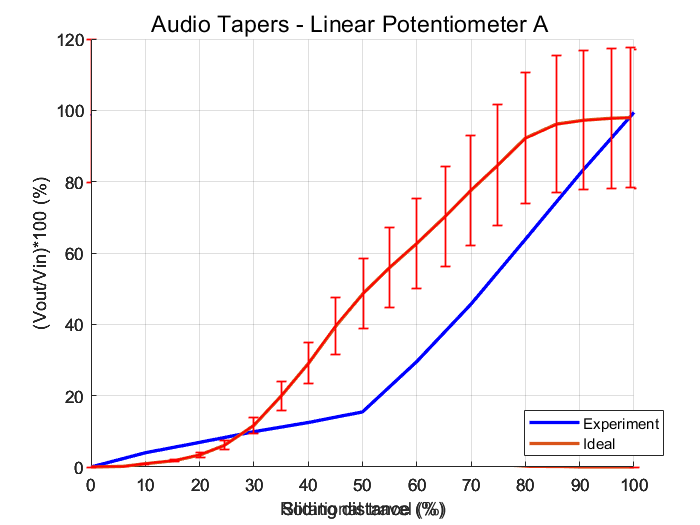 Audio Tapers - Linear Potentiometer A
120
100
80
60
40
20
0
(Vout/Vin)*100 (%)
Experiment
Ideal
0 10 20 30 40 50 60 70 80 90 100
(%)